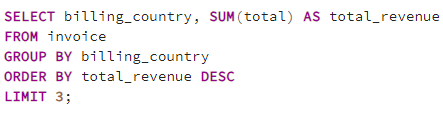 SELECT billing_country, SUM(total) AS total_revenue
FROM invoice
GROUP BY billing_country
ORDER BY total_revenue DESC
LIMIT 3;